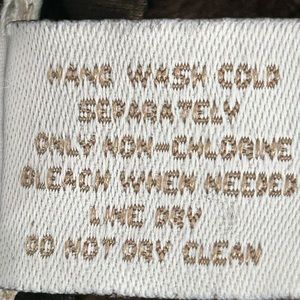 HAND WASH COLD
SEPARATELY
ONLY NON-CHLORINE
BLEACH WHEN NEEDED
LINE DRY
DO NOT DRY CLEAN